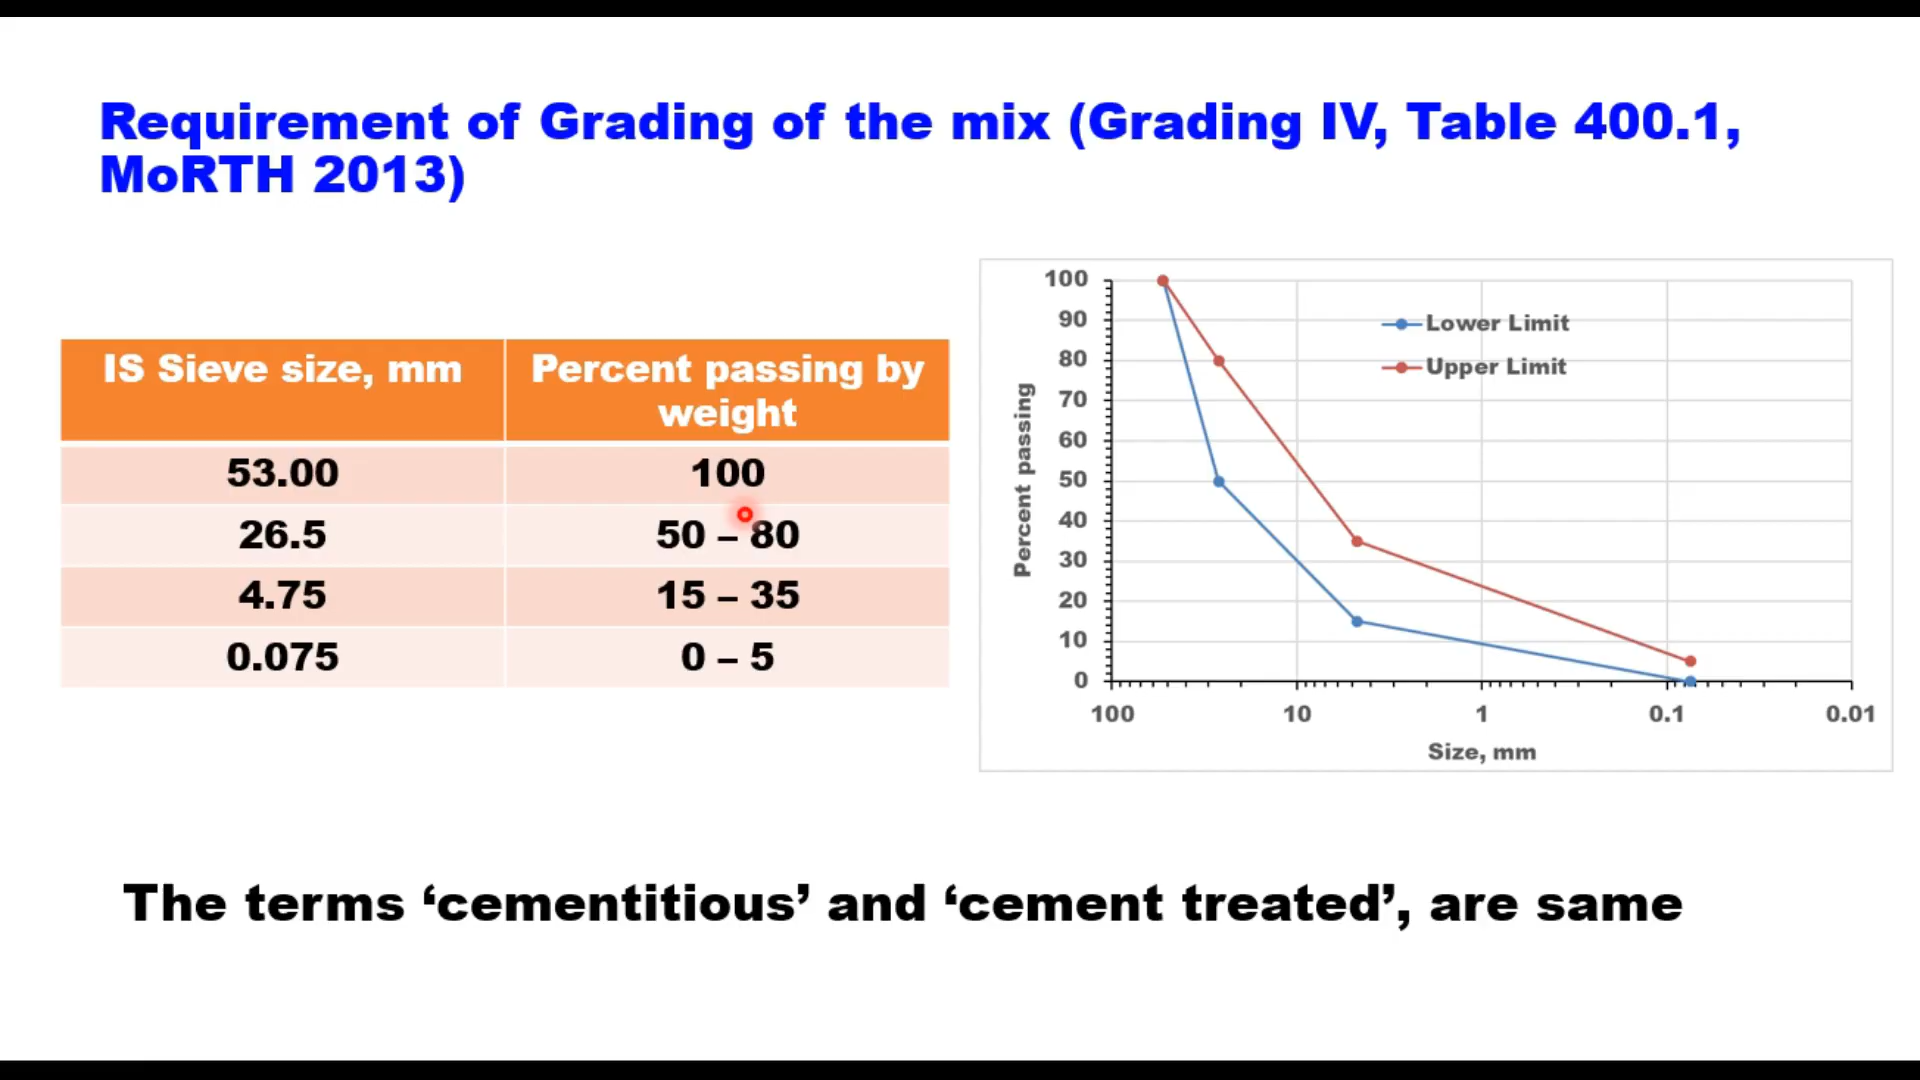 Requirement of Grading of the mix (Grading IV, Table 400.1,
MoRTH 2013)
IS Sieve size, mm
Percent passing by
weight
53.00
100
26.5
50 – 80
4.75
15 – 35
0.075
0 – 5
Percent passing
100
90
80
70
60
50
40
30
20
10
0
Lower Limit
Upper Limit
100
10
1
0.1
0.01
Size, mm
The terms ‘cementitious’ and ‘cement treated’, are same